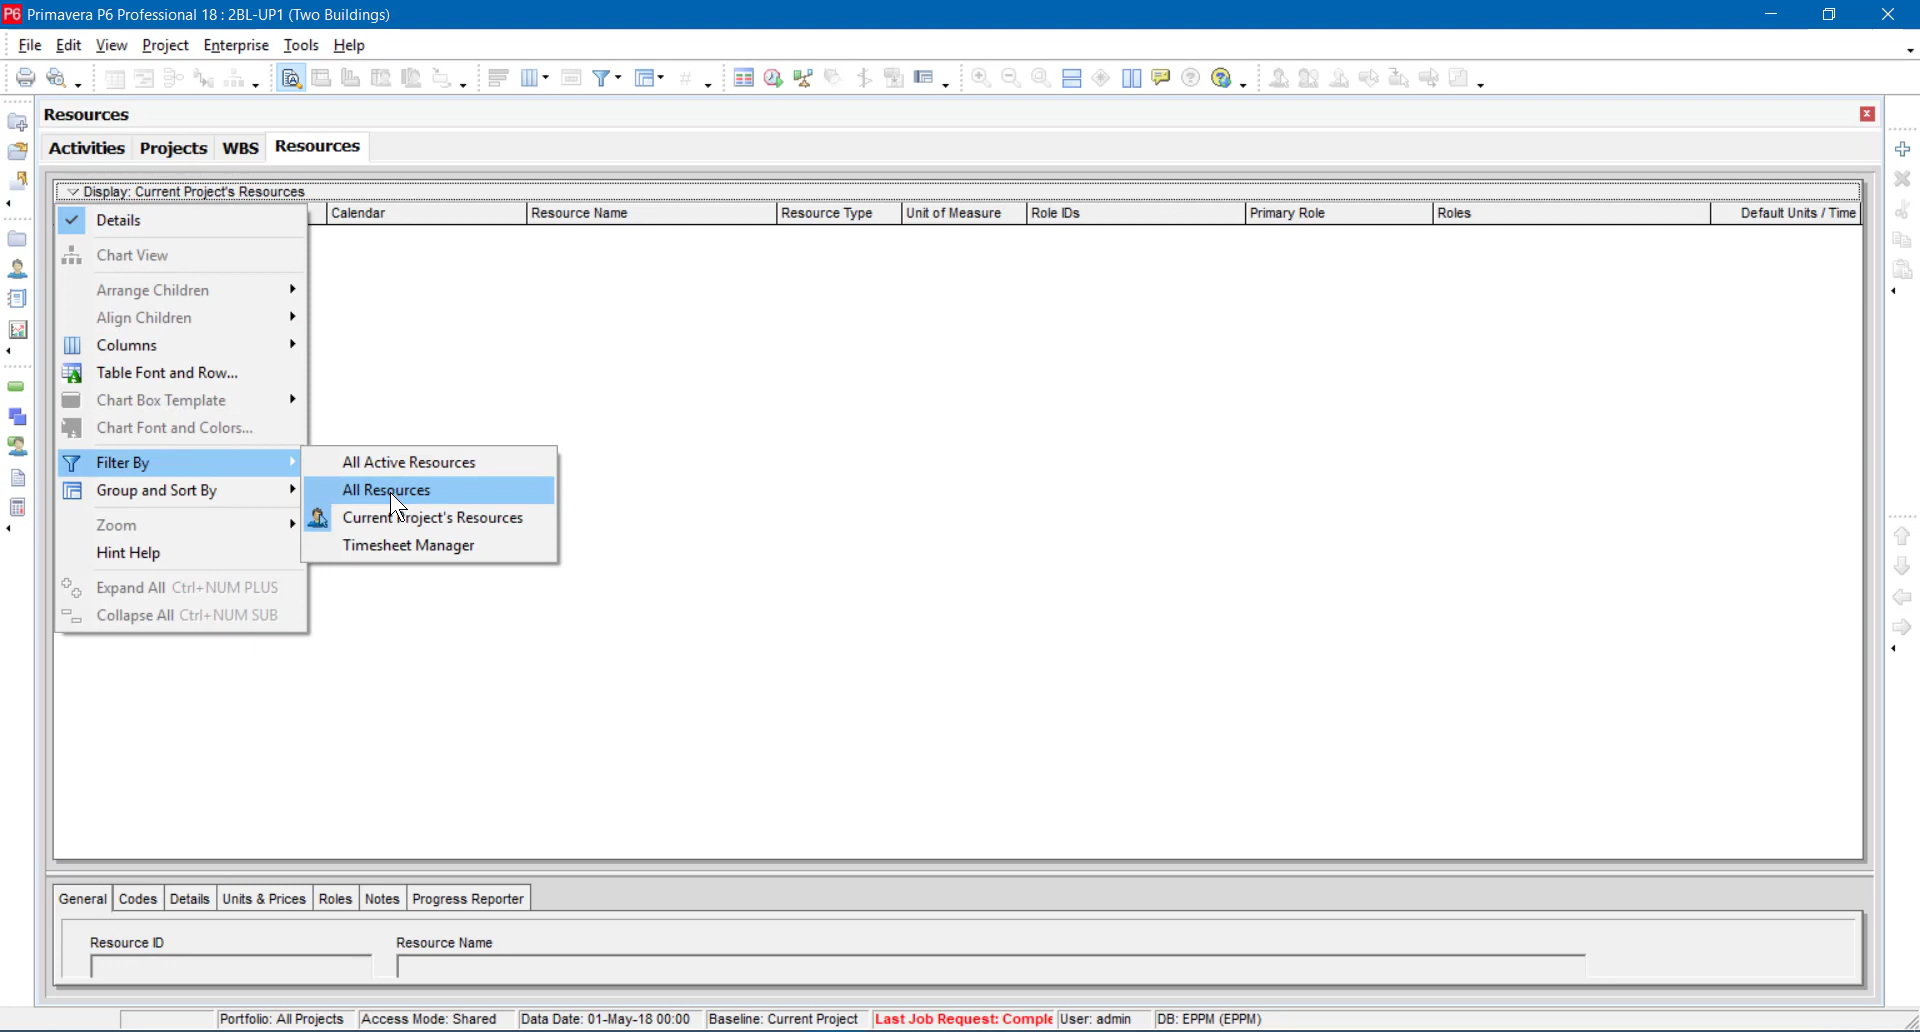 P6 Primavera P6 Professional 18 : 2BL-UP1 (Two Buildings)
File Edit View Project Enterprise Tools Help
Resources
Activities Projects WBS Resources
Display: Current Project's Resources
Calendar Resource Name Resource Type Unit of Measure Role IDs Primary Role Roles Default Units / Time
Details
Chart View
Arrange Children
Align Children
Columns
Table Font and Row...
Chart Box Template
Chart Font and Colors...
Filter By
Group and Sort By
Zoom
Hint Help
Expand All Ctrl+NUM PLUS
Collapse All Ctrl+NUM SUB
All Active Resources
All Resources
Current Project's Resources
Timesheet Manager
General Codes Details Units & Prices Roles Notes Progress Reporter
Resource ID Resource Name
Portfolio: All Projects Access Mode: Shared Data Date: 01-May-18 00:00 Baseline: Current Project Last Job Request: Comple User: admin DB: EPPM (EPPM)